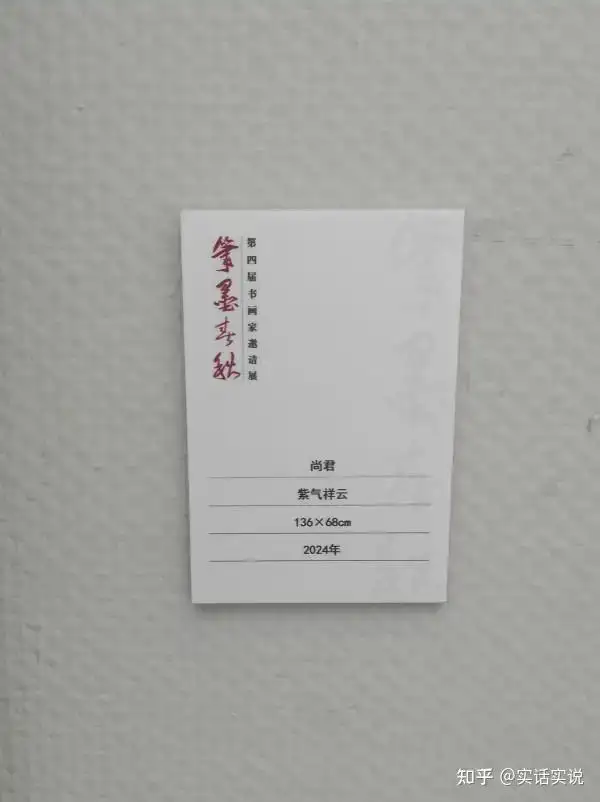 笔墨春秋
第四届书画家邀请展
尚君
紫气祥云
136×68cm
2024年
知乎 @实话实说